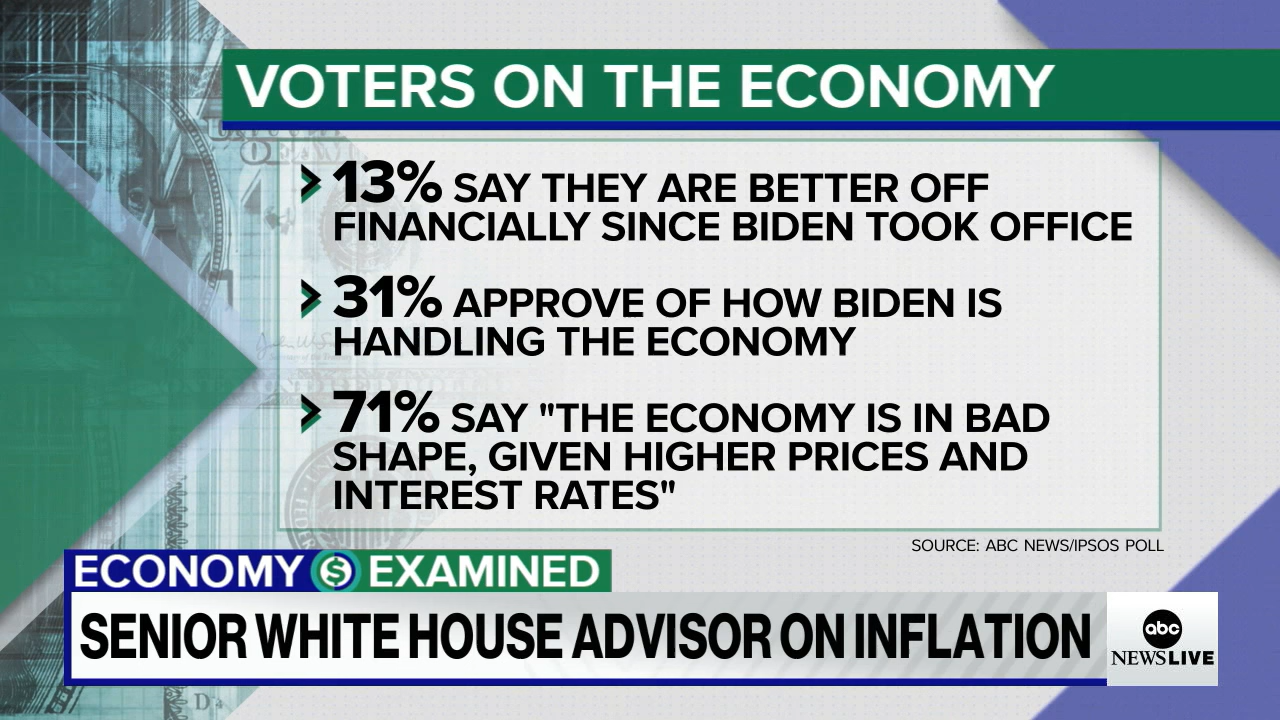 VOTERS ON THE ECONOMY
13% SAY THEY ARE BETTER OFF
FINANCIALLY SINCE BIDEN TOOK OFFICE
31% APPROVE OF HOW BIDEN IS
HANDLING THE ECONOMY
71% SAY "THE ECONOMY IS IN BAD
SHAPE, GIVEN HIGHER PRICES AND
INTEREST RATES"
SOURCE: ABC NEWS/IPSOS POLL
ECONOMY $ EXAMINED
SENIOR WHITE HOUSE ADVISOR ON INFLATION
abc
NEWSLIVE